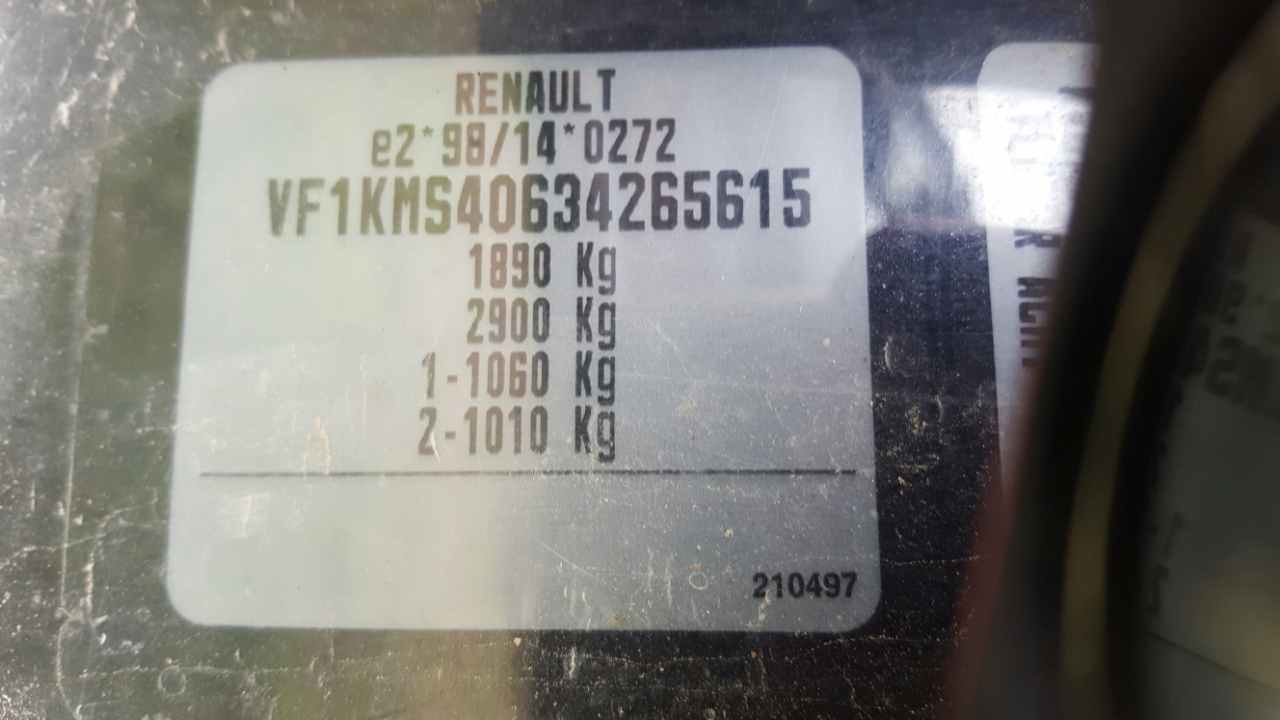 RENAULT
e2*98/14*0272
VF1KMS40634265615
1890 Kg
2900 Kg
1-1060 Kg
2-1010 Kg
210497